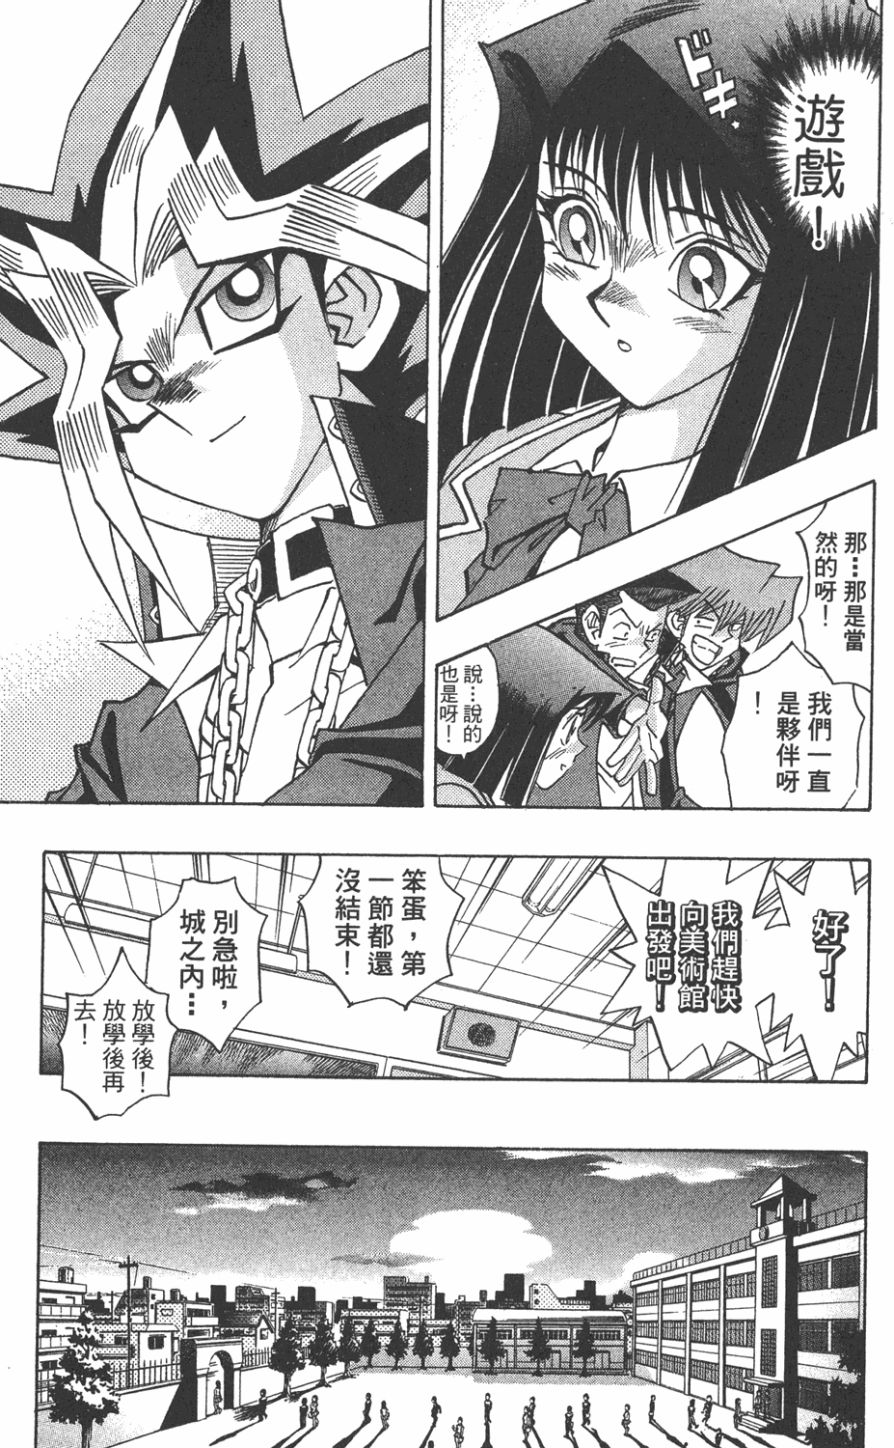 遊戲！
ドキ
那…那是當
然的呀！
我們一直
是夥伴呀
！
說…說的
也是呀！
好了！
我們趕快
向美術館
出發吧！
笨蛋，第
一節都還
沒結束！
別急啦，
城之內…
放學後！
放學後再
去！